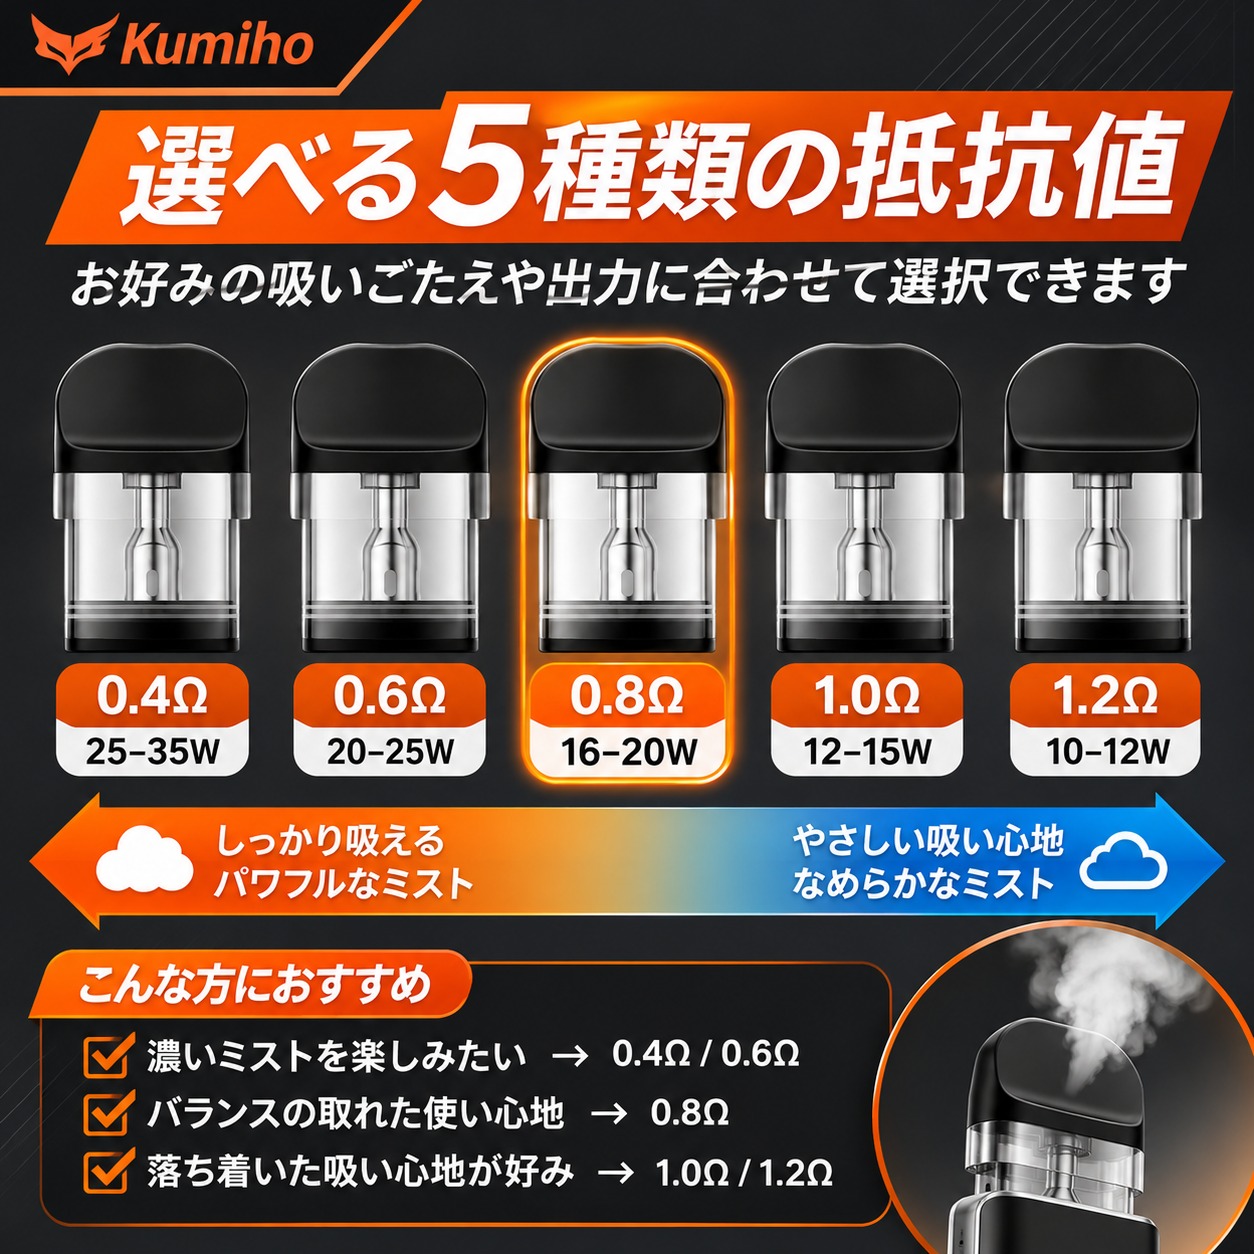 Kumiho
選べる5種類の抵抗値
お好みの吸いごたえや出力に合わせて選択できます
0.4Ω
25-35W
0.6Ω
20-25W
0.8Ω
16-20W
1.0Ω
12-15W
1.2Ω
10-12W
しっかり吸える
パワフルなミスト
やさしい吸い心地
なめらかなミスト
こんな方におすすめ
濃いミストを楽しみたい → 0.4Ω / 0.6Ω
バランスの取れた使い心地 → 0.8Ω
落ち着いた吸い心地が好み → 1.0Ω / 1.2Ω